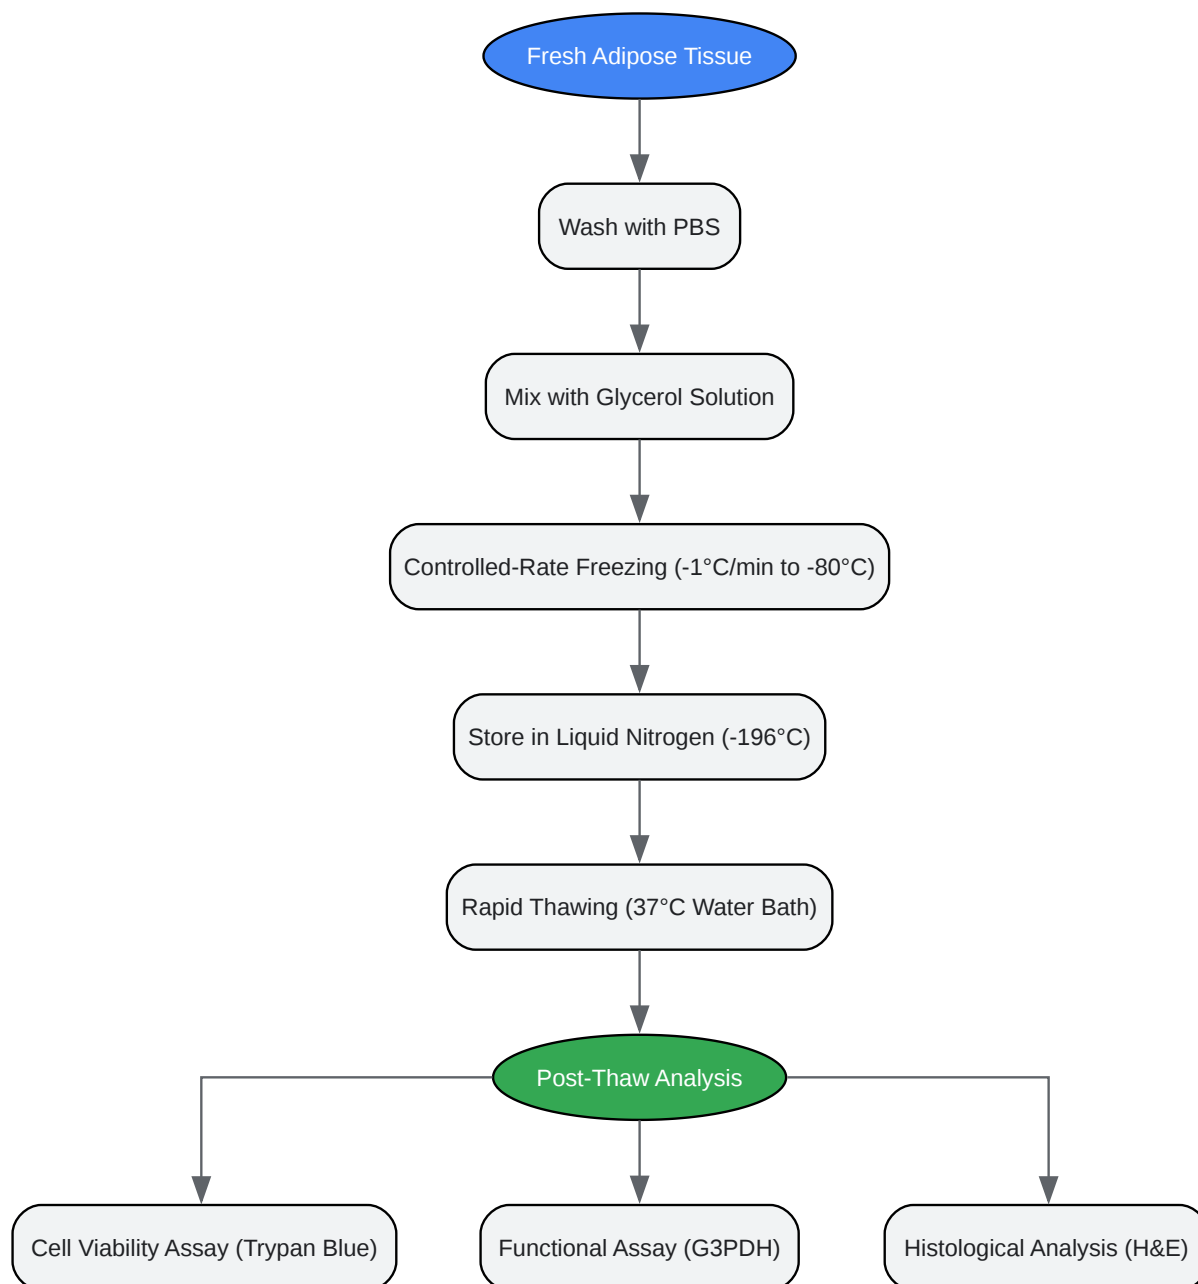 Fresh Adipose Tissue
Wash with PBS
Mix with Glycerol Solution
Controlled-Rate Freezing (-1°C/min to -80°C)
Store in Liquid Nitrogen (-196°C)
Rapid Thawing (37°C Water Bath)
Post-Thaw Analysis
Cell Viability Assay (Trypan Blue)
Functional Assay (G3PDH)
Histological Analysis (H&E)